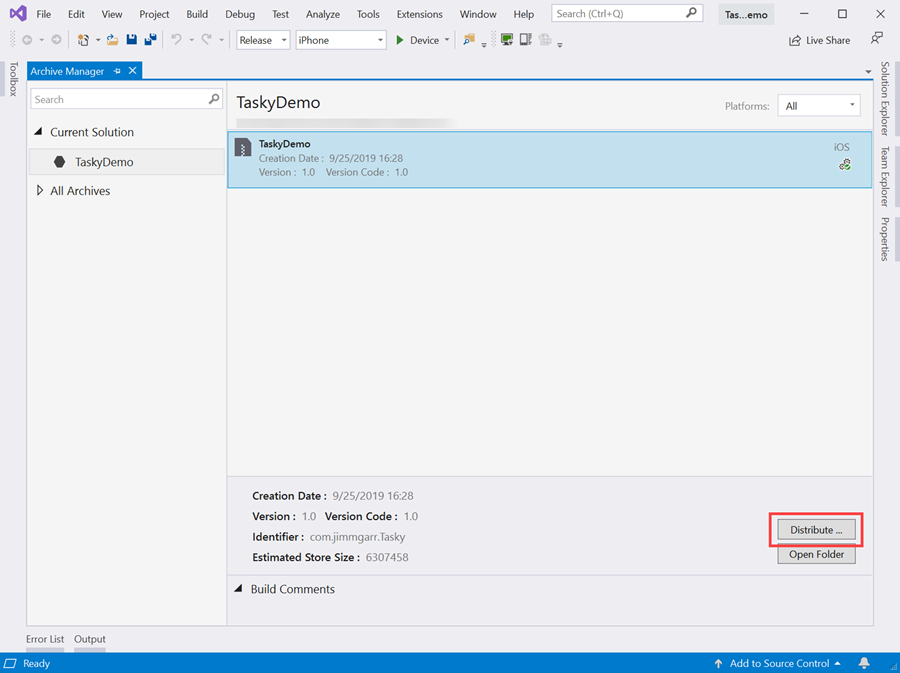 File Edit View Project Build Debug Test Analyze Tools Extensions Window Help Search (Ctrl+Q) Tas...emo
Release iPhone Device Live Share
Toolbox
Archive Manager
Search
Current Solution
TaskyDemo
All Archives
TaskyDemo
Platforms: All
TaskyDemo
iOS
Creation Date : 9/25/2019 16:28
Version : 1.0 Version Code : 1.0
Creation Date : 9/25/2019 16:28
Version : 1.0 Version Code : 1.0
Identifier : com.jimmgarr.Tasky
Estimated Store Size : 6307458
Distribute ...
Open Folder
Build Comments
Solution Explorer
Team Explorer
Properties
Error List Output
Ready
Add to Source Control